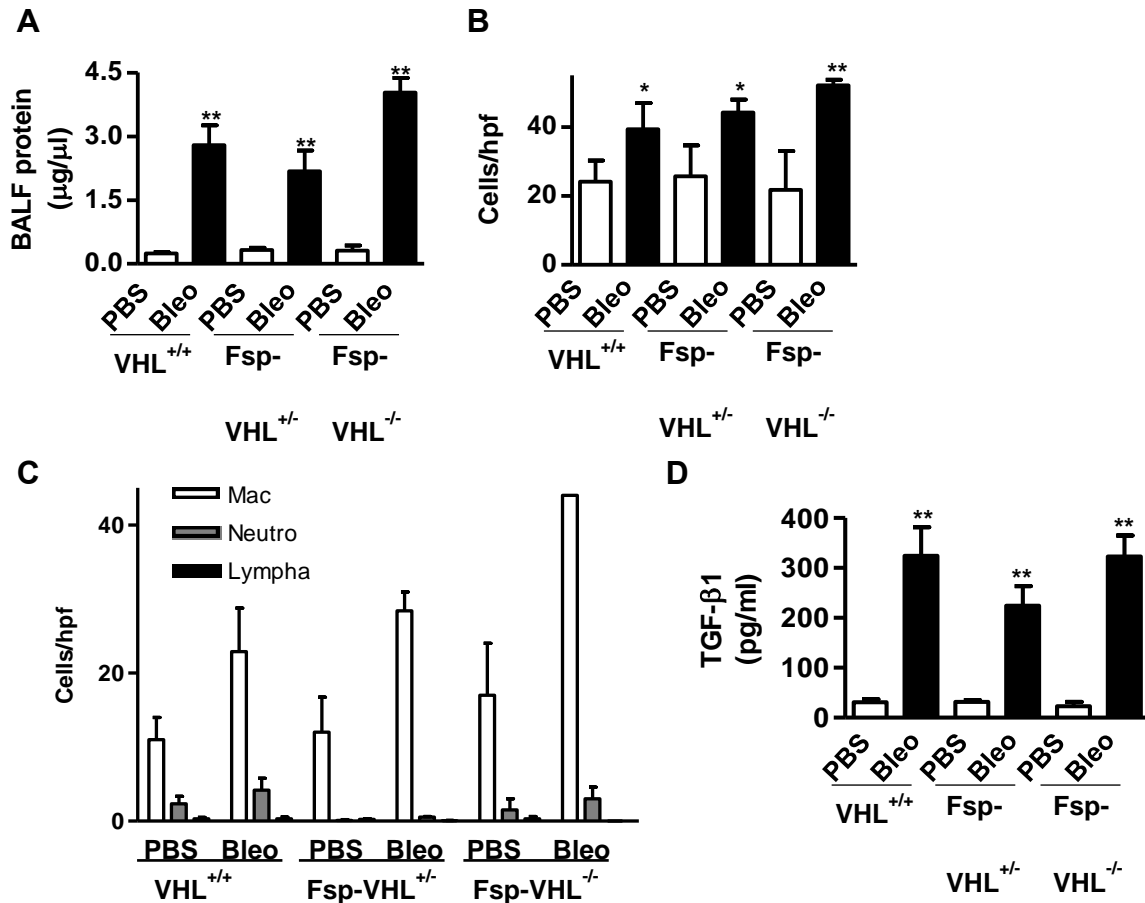 A
BALF protein
(µg/µl)
4.5
3.0
1.5
0.0
**
**
**
PBS
Bleo
PBS
Bleo
PBS
Bleo
VHL+/+
Fsp-
Fsp-
VHL+/-
VHL-/-
B
Cells/hpf
40
20
0
*
*
**
PBS
Bleo
PBS
Bleo
PBS
Bleo
VHL+/+
Fsp-
Fsp-
VHL+/-
VHL-/-
C
Mac
Neutro
Lympha
Cells/hpf
40
20
0
PBS Bleo PBS Bleo PBS Bleo
VHL+/+ Fsp-VHL+/- Fsp-VHL-/-
D
TGF-β1
(pg/ml)
400
300
200
100
0
**
**
**
PBS
Bleo
PBS
Bleo
PBS
Bleo
VHL+/+
Fsp-
Fsp-
VHL+/-
VHL-/-